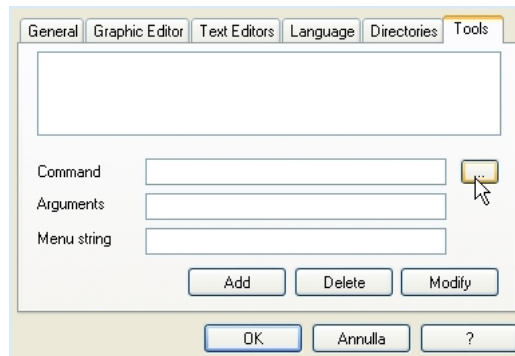 General Graphic Editor Text Editors Language Directories Tools
Command ...
Arguments
Menu string
Add Delete Modify
OK Annulla ?